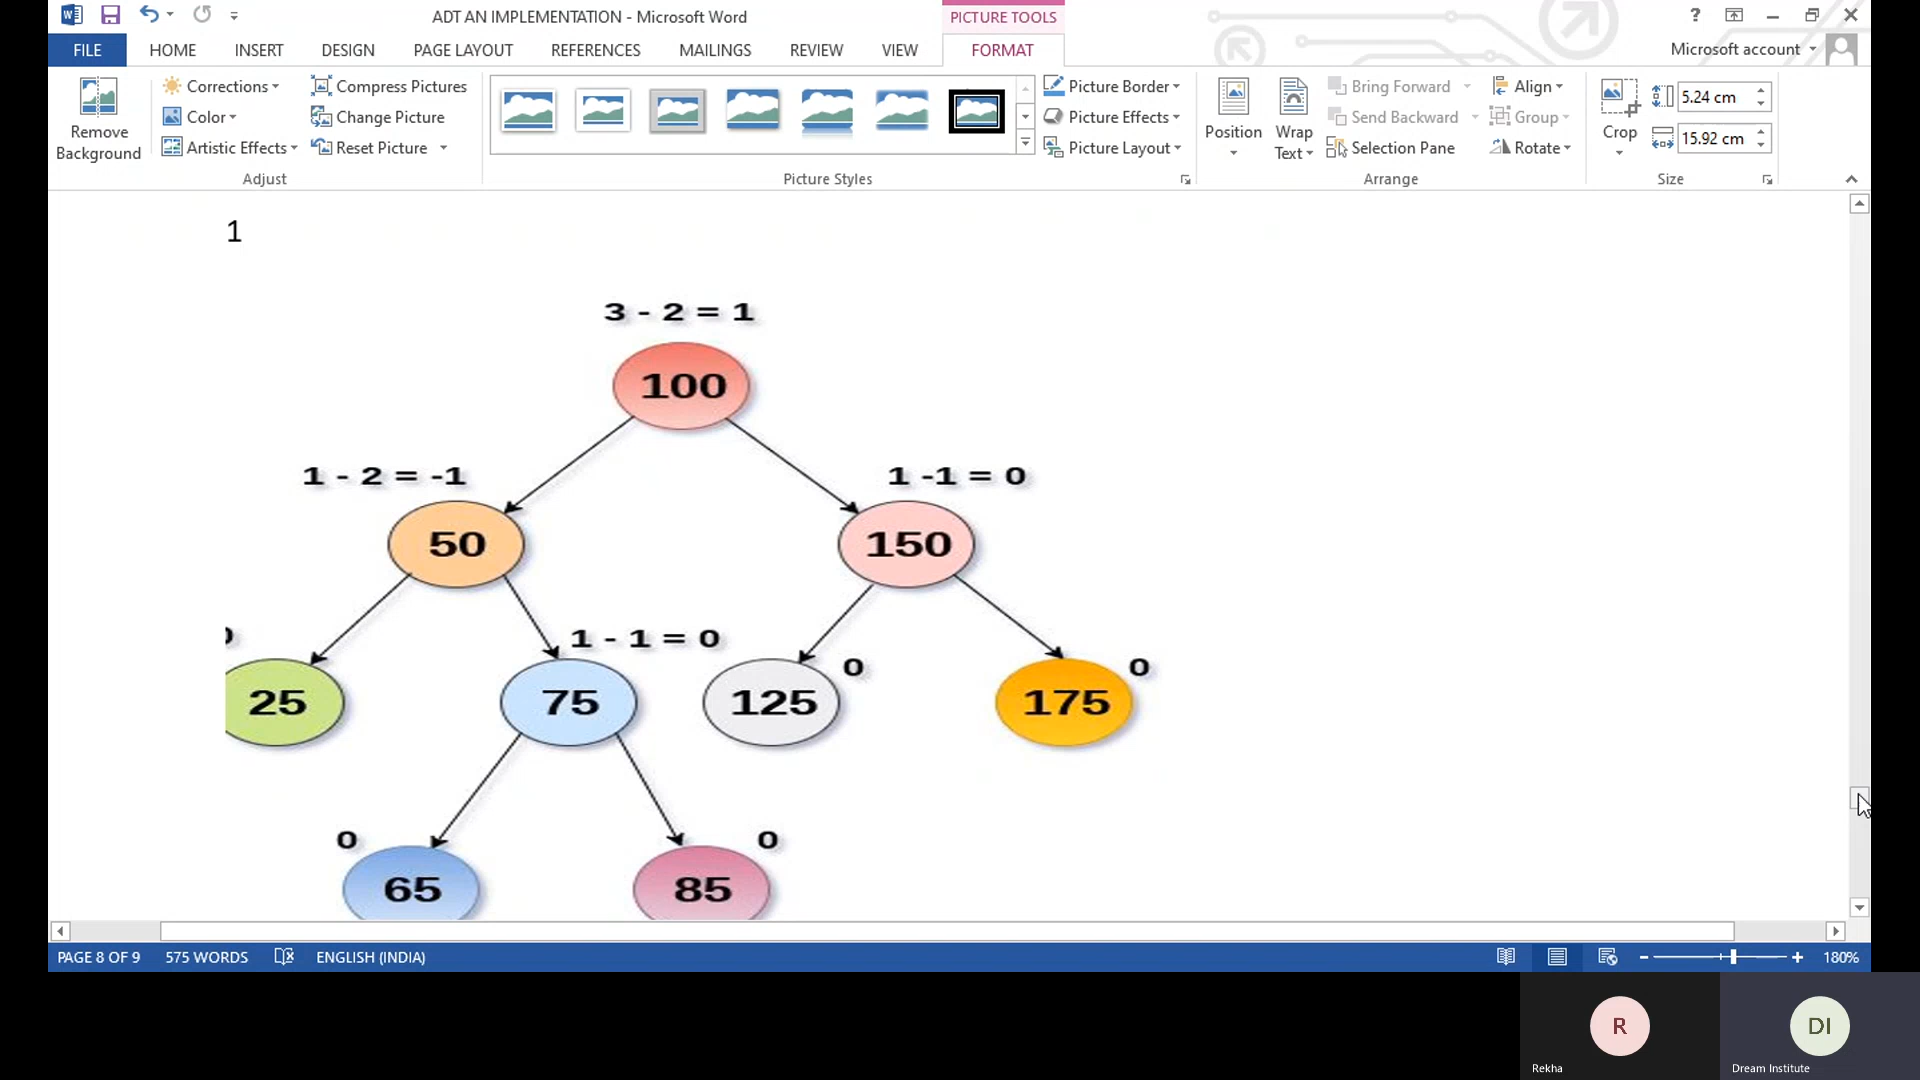 ADT AN IMPLEMENTATION - Microsoft Word
PICTURE TOOLS
?
FILE
HOME
INSERT
DESIGN
PAGE LAYOUT
REFERENCES
MAILINGS
REVIEW
VIEW
FORMAT
Microsoft account
Remove Background
Corrections
Color
Artistic Effects
Compress Pictures
Change Picture
Reset Picture
Adjust
Picture Styles
Picture Border
Picture Effects
Picture Layout
Position
Wrap Text
Bring Forward
Send Backward
Selection Pane
Align
Group
Rotate
Arrange
Crop
5.24 cm
15.92 cm
Size
1
3 - 2 = 1
100
1 - 2 = -1
1 -1 = 0
50
150
1 - 1 = 0
0
0
25
75
125
175
0
0
65
85
PAGE 8 OF 9
575 WORDS
ENGLISH (INDIA)
180%
R
DI
Rekha
Dream Institute